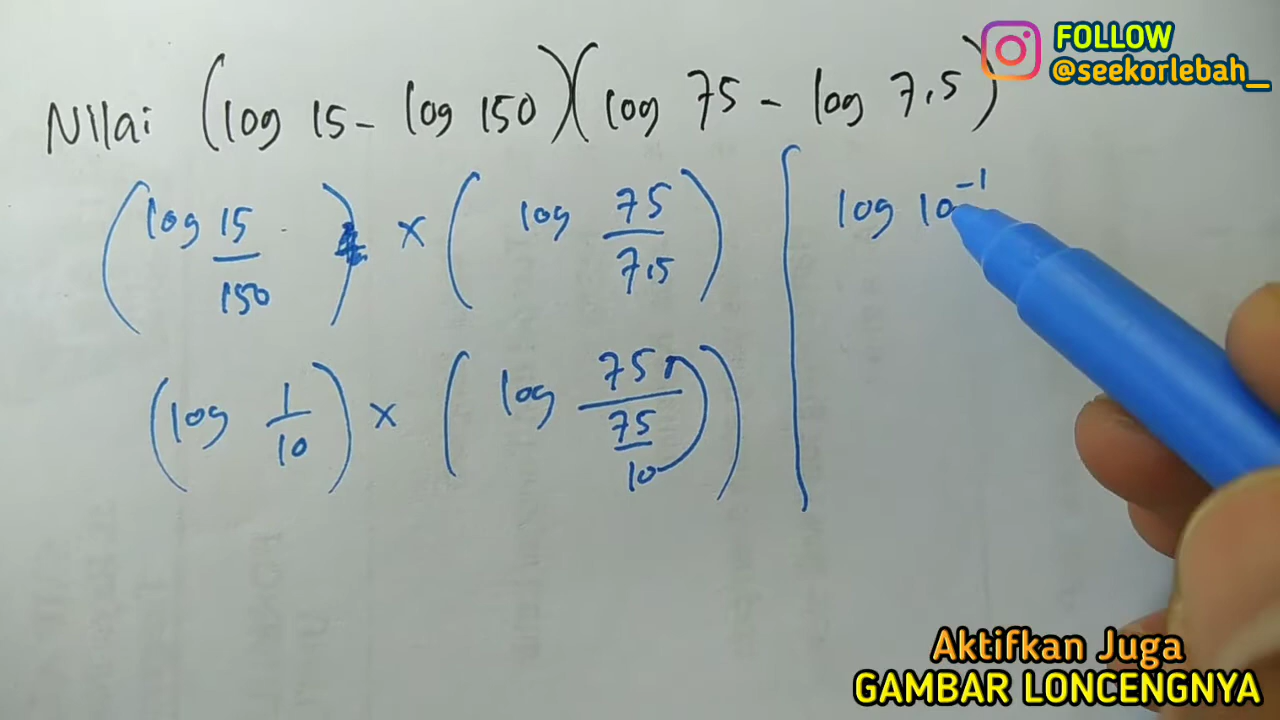 FOLLOW
@seekorlebah_
Nilai (log 15 - log 150)(log 75 - log 7,5)
(log 15/150) × (log 75/7,5)
log 10⁻¹
(log 1/10) × (log 75/75/10)
Aktifkan Juga
GAMBAR LONCENGNYA